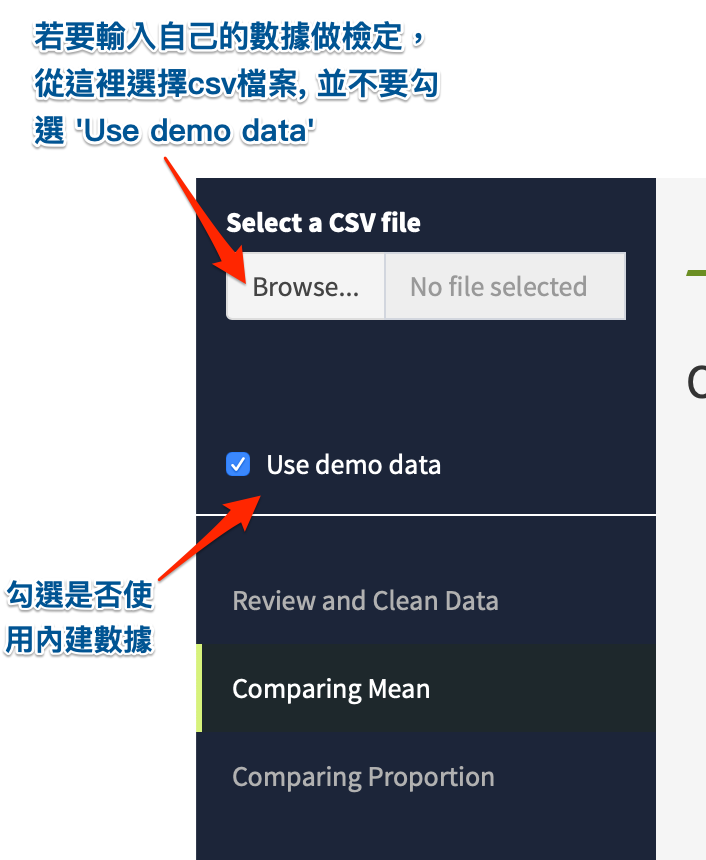 若要輸入自己的數據做檢定，
從這裡選擇csv檔案, 並不要勾
選 'Use demo data'
Select a CSV file
Browse... No file selected
Use demo data
勾選是否使
用內建數據
Review and Clean Data
Comparing Mean
Comparing Proportion